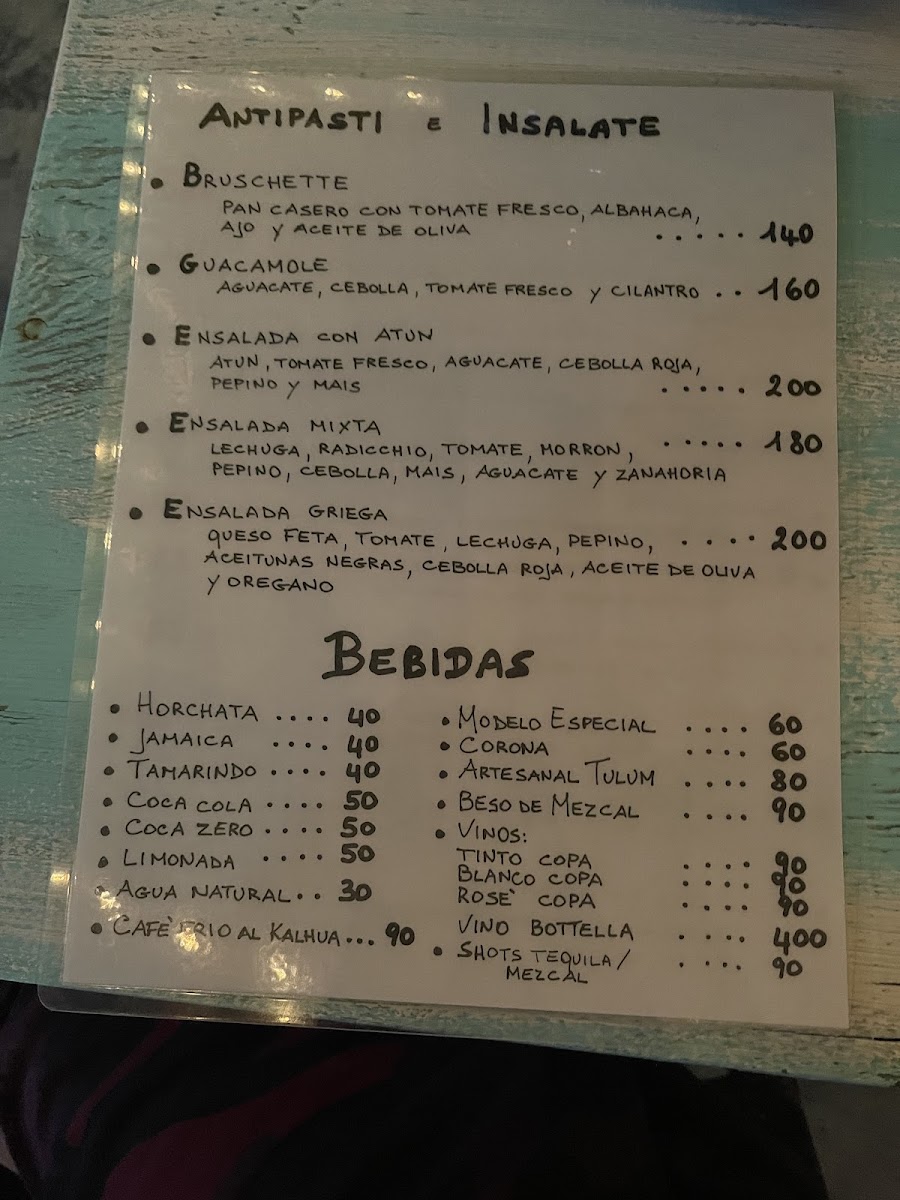 ANTIPASTI E INSALATE
• BRUSCHETTE
PAN CASERO CON TOMATE FRESCO, ALBAHACA,
AJO Y ACEITE DE OLIVA ..... 140
• GUACAMOLE
AGUACATE, CEBOLLA, TOMATE FRESCO Y CILANTRO .. 160
• ENSALADA CON ATUN
ATUN, TOMATE FRESCO, AGUACATE, CEBOLLA ROJA,
PEPINO Y MAIS ..... 200
• ENSALADA MIXTA
LECHUGA, RADICCHIO, TOMATE, MORRON, ..... 180
PEPINO, CEBOLLA, MAIS, AGUACATE Y ZANAHORIA
• ENSALADA GRIEGA
QUESO FETA, TOMATE, LECHUGA, PEPINO, .... 200
ACEITUNAS NEGRAS, CEBOLLA ROJA, ACEITE DE OLIVA
Y OREGANO
BEBIDAS
• HORCHATA .... 40
• JAMAICA .... 40
• TAMARINDO .... 40
• COCA COLA .... 50
• COCA ZERO .... 50
• LIMONADA .... 50
• AGUA NATURAL .. 30
• CAFÈ FRIO AL KALHUA ... 90
• MODELO ESPECIAL .... 60
• CORONA .... 60
• ARTESANAL TULUM .... 80
• BESO DE MEZCAL .... 90
• VINOS:
TINTO COPA .... 90
BLANCO COPA .... 90
ROSE` COPA .... 90
VINO BOTTELLA .... 400
• SHOTS TEQUILA/
MEZCAL .... 90